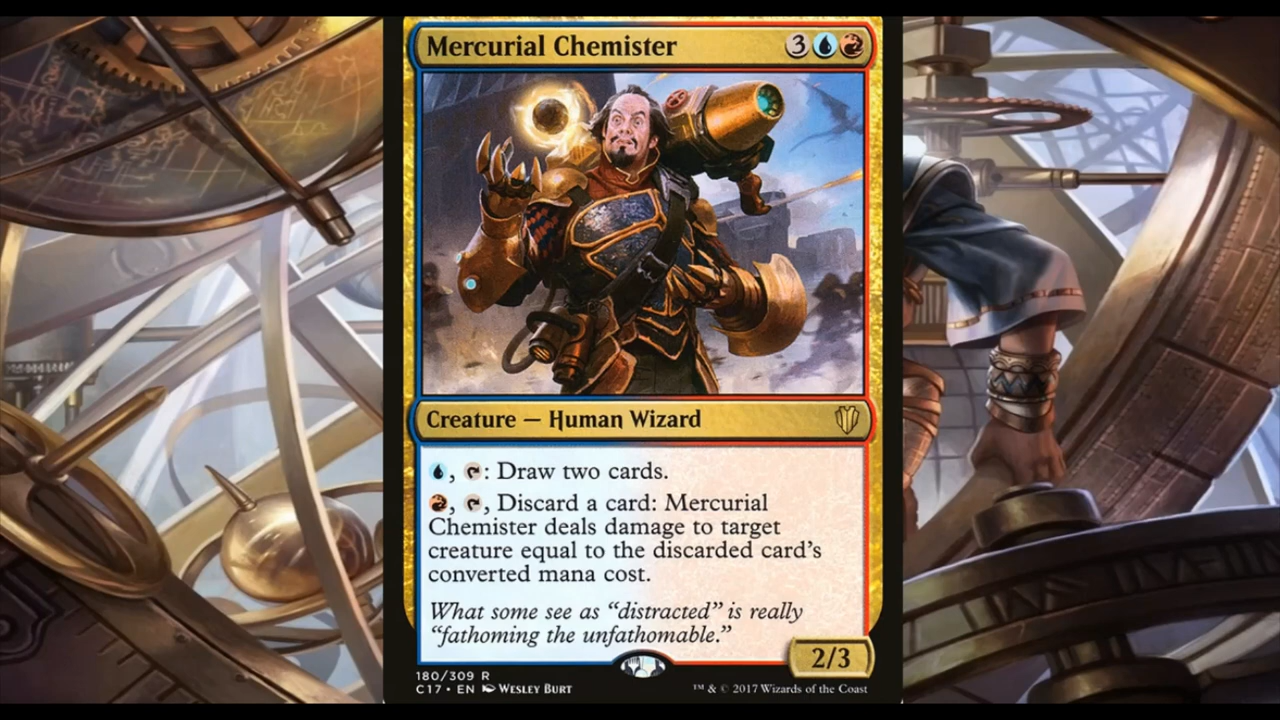 Mercurial Chemister 3
Creature — Human Wizard
, : Draw two cards.
, , Discard a card: Mercurial
Chemister deals damage to target
creature equal to the discarded card's
converted mana cost.
What some see as “distracted” is really
“fathoming the unfathomable.”
2/3
180/309 R
C17 • EN Wesley Burt
™ & © 2017 Wizards of the Coast